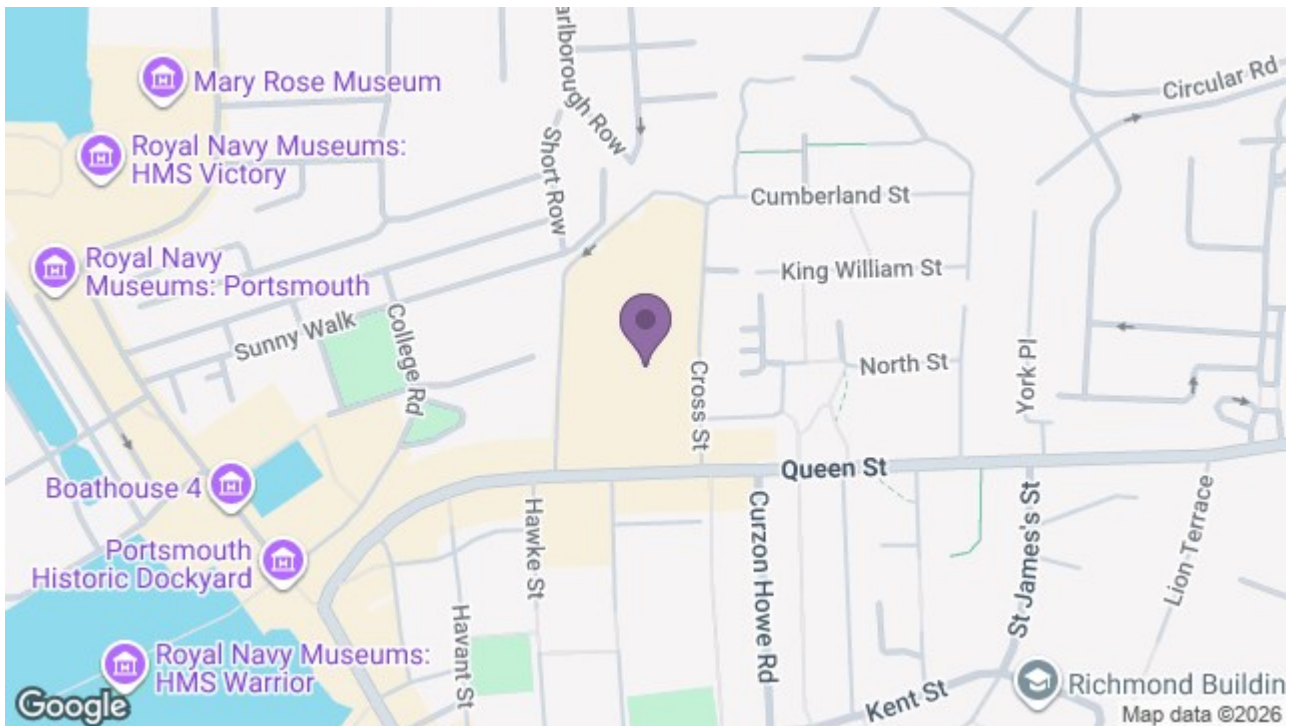 arlborough Row
Mary Rose Museum
Circular Rd
Royal Navy Museums:
HMS Victory
Short Row
Cumberland St
Royal Navy
Museums: Portsmouth
King William St
Sunny Walk
College Rd
North St
York Pl
Cross St
Boathouse 4
Queen St
Portsmouth
Historic Dockyard
Hawke St
Curzon Howe Rd
St James's St
Lion Terrace
Havant St
Royal Navy Museums:
HMS Warrior
Kent St
Richmond Buildin
Google
Map data ©2026